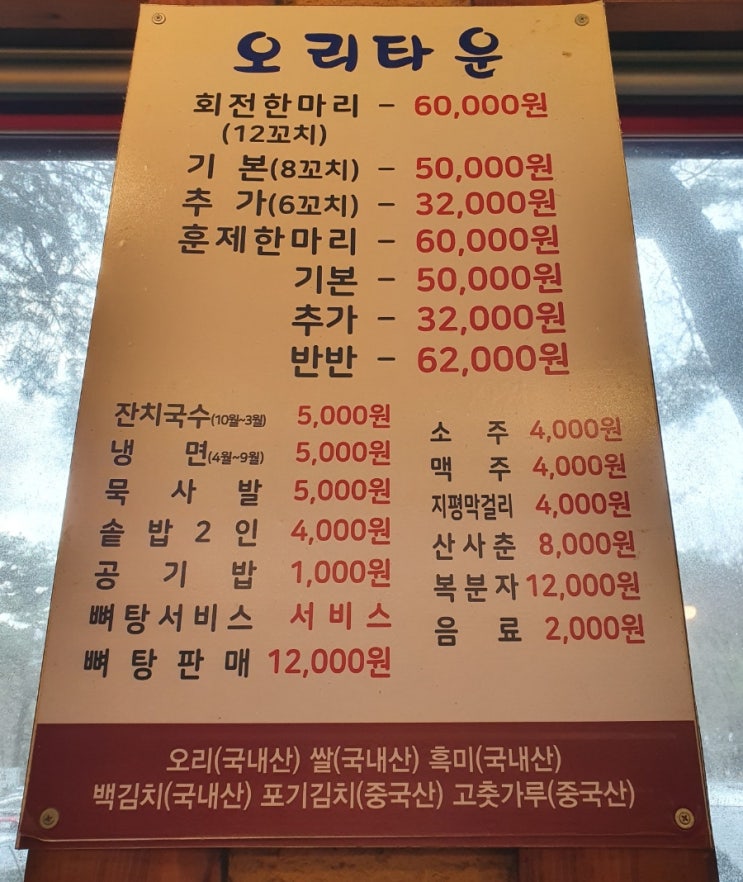 오리타운
회전한마리 - 60,000원
(12꼬치)
기 본(8꼬치) - 50,000원
추 가(6꼬치) - 32,000원
훈제한마리 - 60,000원
기본 - 50,000원
추가 - 32,000원
반반 - 62,000원
잔치국수(10월~3월) 5,000원
냉 면(4월~9월) 5,000원
묵 사 발 5,000원
솥 밥 2 인 4,000원
공 기 밥 1,000원
뼈탕서비스 서비스
뼈 탕 판 매 12,000원
소 주 4,000원
맥 주 4,000원
지평막걸리 4,000원
산사춘 8,000원
복분자 12,000원
음 료 2,000원
오리(국내산) 쌀(국내산) 흑미(국내산)
백김치(국내산) 포기김치(중국산) 고춧가루(중국산)